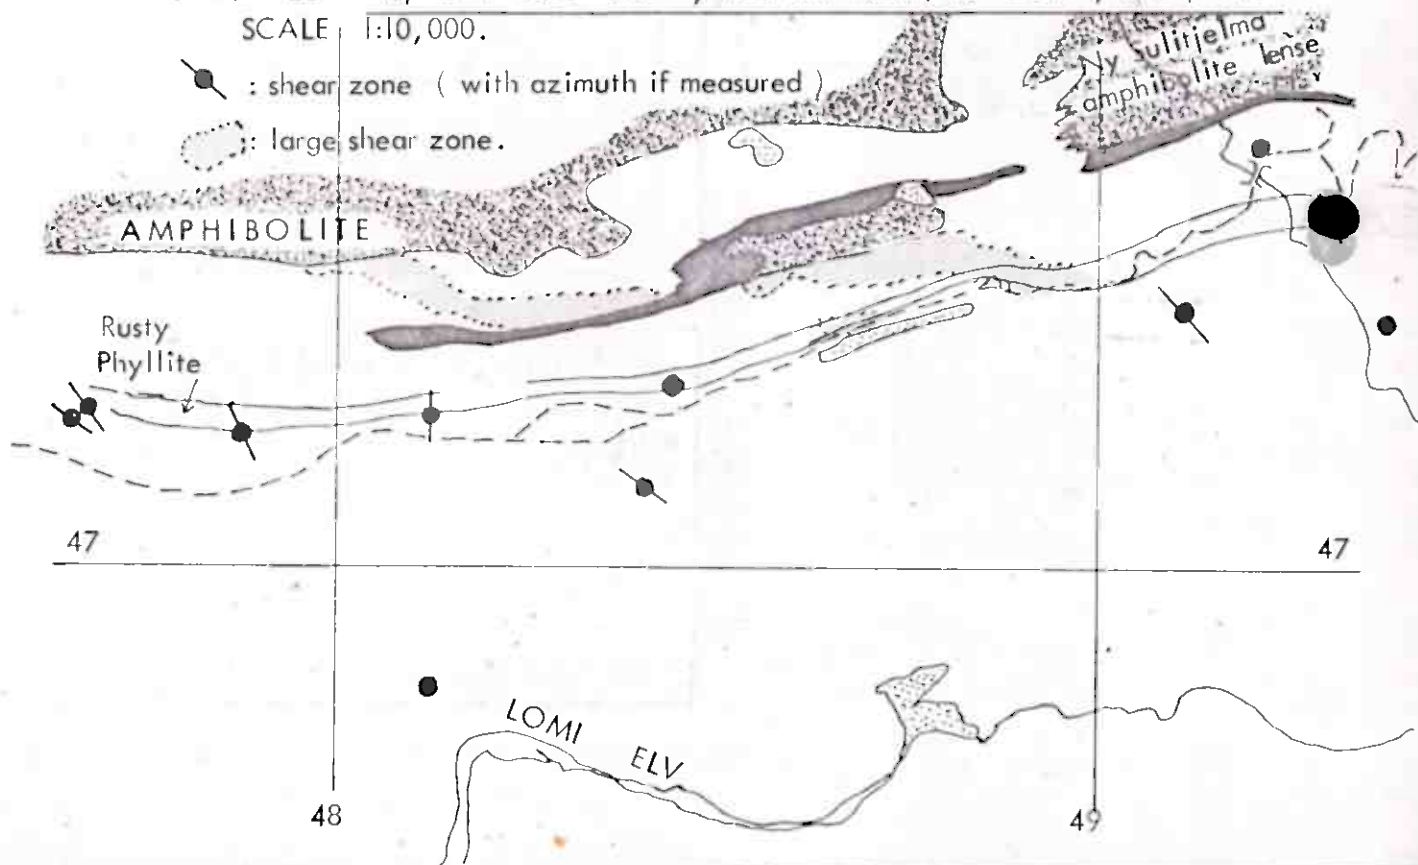 SCALE 1:10,000.
: shear zone ( with azimuth if measured )
: large shear zone.
Ny Sulitjelma
amphibolite lense
AMPHIBOLITE
Rusty
Phyllite
47
47
LOMI ELV
48
49